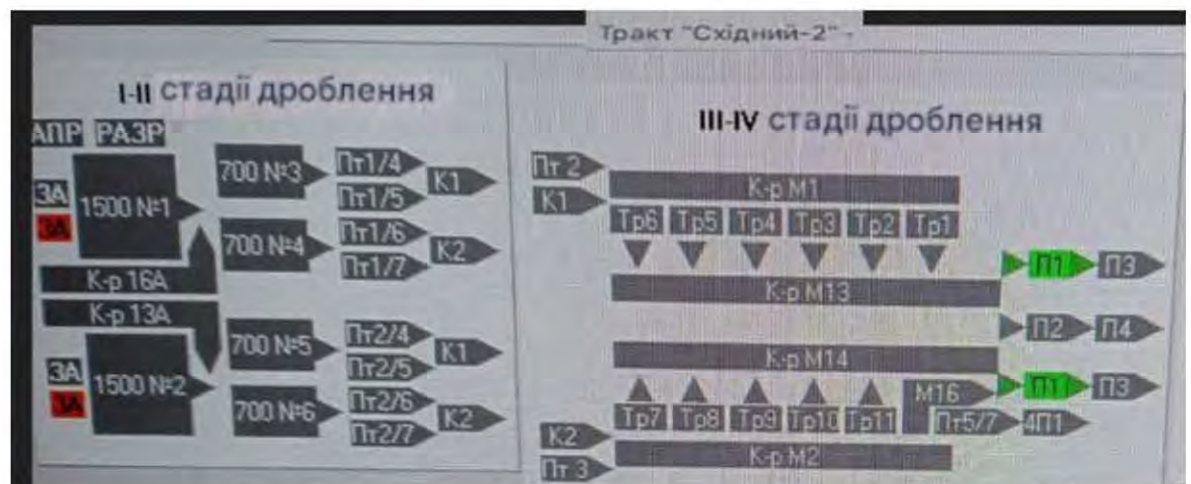 Тракт "Східний-2"-
І-ІІ стадії дроблення
АПР РАЗР
ЗА
ЗА
1500 №1
700 №3
Пт1/4
Пт1/5
К1
700 №4
Пт1/6
Пт1/7
К2
К-р 16А
К-р 13А
ЗА
ЗА
1500 №2
700 №5
Пт2/4
Пт2/5
К1
700 №6
Пт2/6
Пт2/7
К2
ІІІ-ІV стадії дроблення
Пт 2
К1
К-р М1
Тр6 Тр5 Тр4 Тр3 Тр2 Тр1
К-р М13
П1 П3
П2 П4
К-р М14
П1 П3
М16
Тр7 Тр8 Тр9 Тр10 Тр11
Пт5/7 4П1
К2
Пт 3
К-р М2